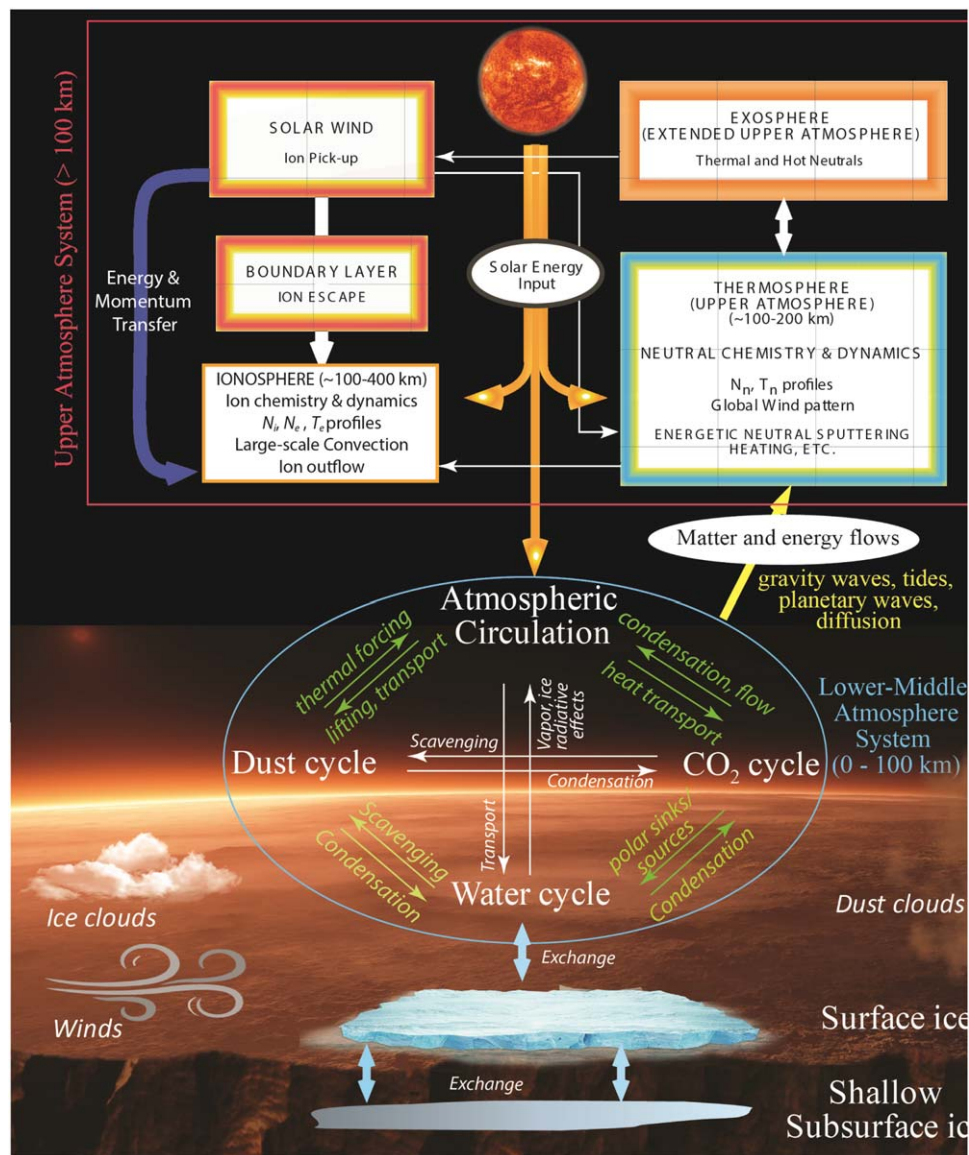 Upper Atmosphere System (> 100 km)
SOLAR WIND
Ion Pick-up
EXOSPHERE
(EXTENDED UPPER ATMOSPHERE)
Thermal and Hot Neutrals
Energy &
Momentum
Transfer
BOUNDARY LAYER
ION ESCAPE
Solar Energy
Input
THERMOSPHERE
(UPPER ATMOSPHERE)
(~100-200 km)
NEUTRAL CHEMISTRY & DYNAMICS
Nn, Tn profiles
Global Wind pattern
ENERGETIC NEUTRAL SPUTTERING
HEATING, ETC.
IONOSPHERE (~100-400 km)
Ion chemistry & dynamics
Ni, Ne , Te profiles
Large-scale Convection
Ion outflow
Matter and energy flows
gravity waves, tides,
planetary waves,
diffusion
Atmospheric
Circulation
thermal forcing
lifting, transport
condensation, flow
heat transport
Vapor, ice
radiative
effects
Lower-Middle
Atmosphere
System
(0 - 100 km)
Scavenging
Dust cycle
CO2 cycle
Condensation
Scavenging
Condensation
Transport
polar sinks/
sources
Condensation
Water cycle
Ice clouds
Dust clouds
Exchange
Winds
Surface ice
Exchange
Shallow
Subsurface ic